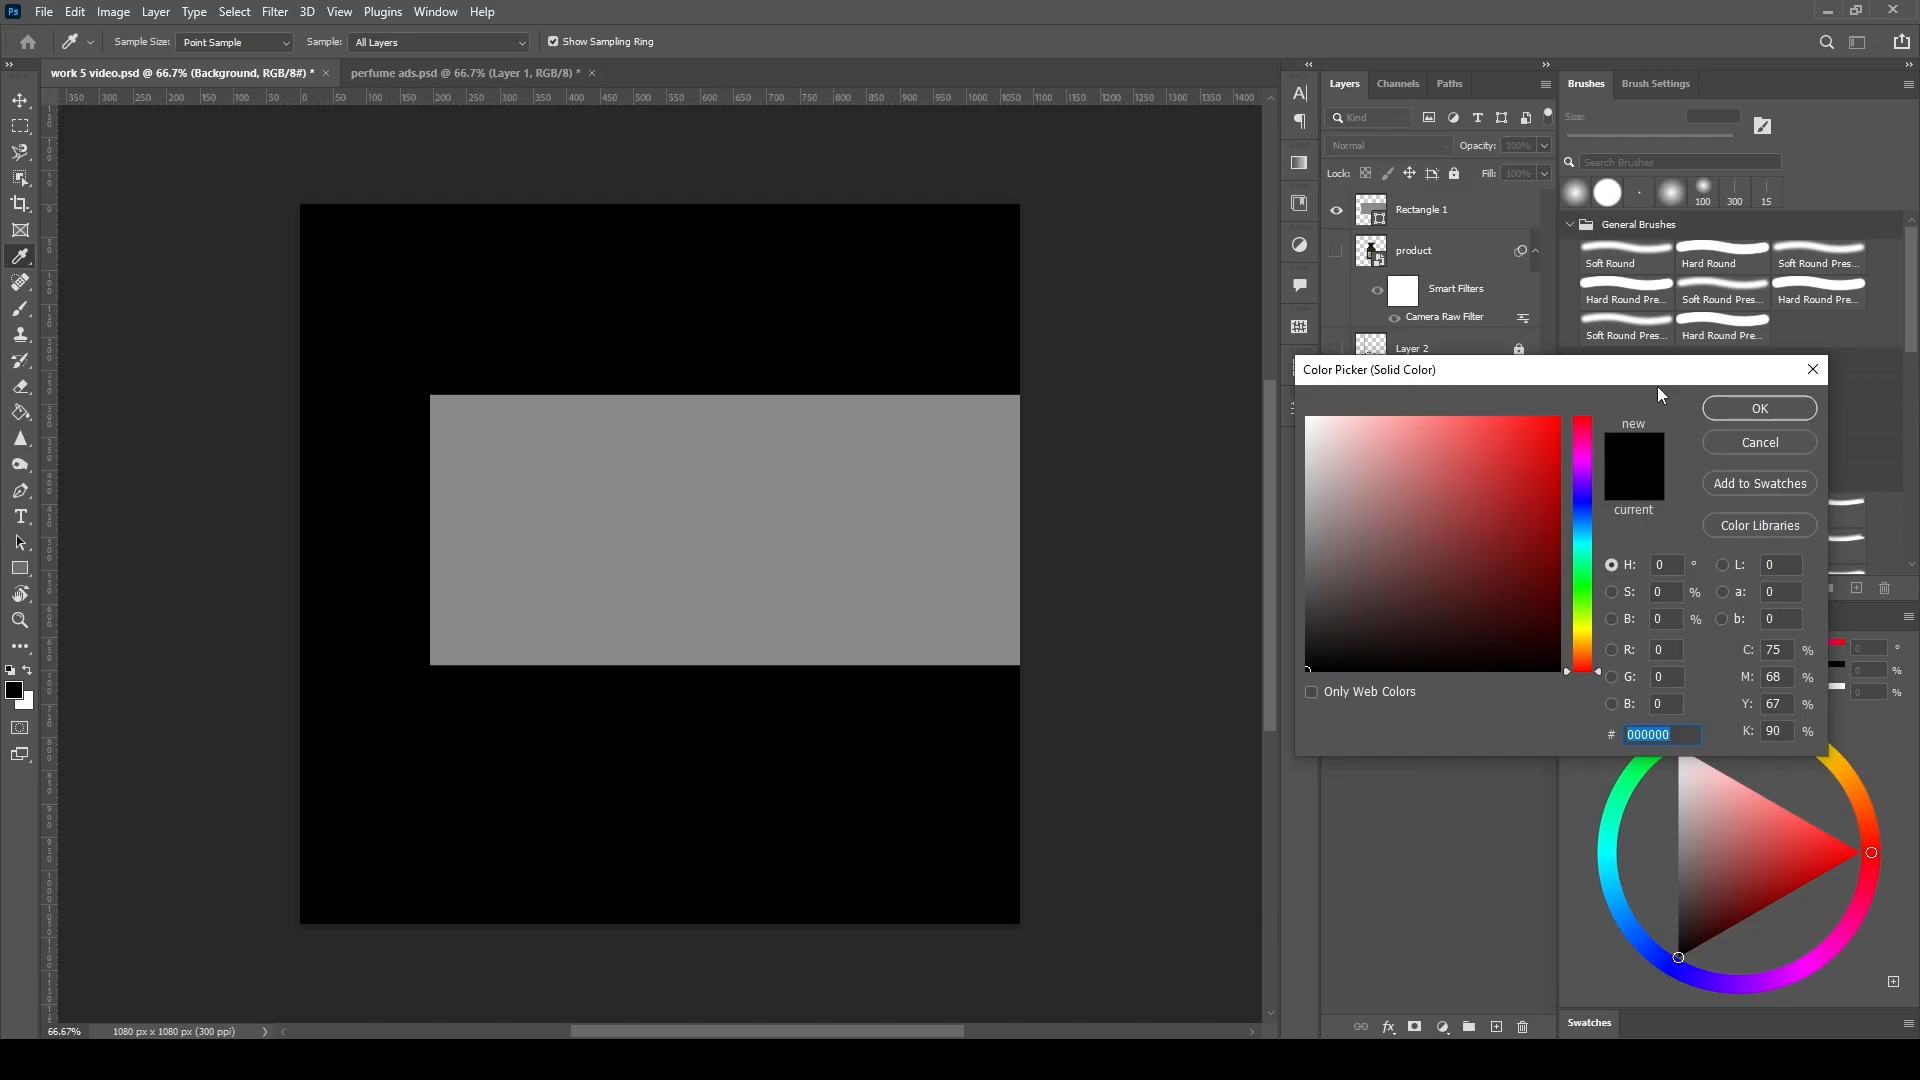 Ps File Edit Image Layer Type Select Filter 3D View Plugins Window Help
Sample Size: Point Sample Sample: All Layers Show Sampling Ring
work 5 video.psd @ 66.7% (Background, RGB/8#) * perfume ads.psd @ 66.7% (Layer 1, RGB/8) *
350 300 250 200 150 100 50 0 50 100 150 200 250 300 350 400 450 500 550 600 650 700 750 800 850 900 950 1000 1050 1100 1150 1200 1250 1300 1350 1400
Layers Channels Paths
Kind
Normal Opacity: 100%
Lock: Fill: 100%
Rectangle 1
product
Smart Filters
Camera Raw Filter
Layer 2
Brushes Brush Settings
Size:
Search Brushes
100 300 15
General Brushes
Soft Round Hard Round Soft Round Pres...
Hard Round Pre... Soft Round Pres... Hard Round Pre...
Soft Round Pres... Hard Round Pre...
Color Picker (Solid Color)
new
current
OK
Cancel
Add to Swatches
Color Libraries
H: 0 ° L: 0
S: 0 % a: 0
B: 0 % b: 0
R: 0 C: 75 %
G: 0 M: 68 %
B: 0 Y: 67 %
# 000000 K: 90 %
Only Web Colors
0 °
0 %
0 %
T
fx
Swatches
66.67% 1080 px x 1080 px (300 ppi)